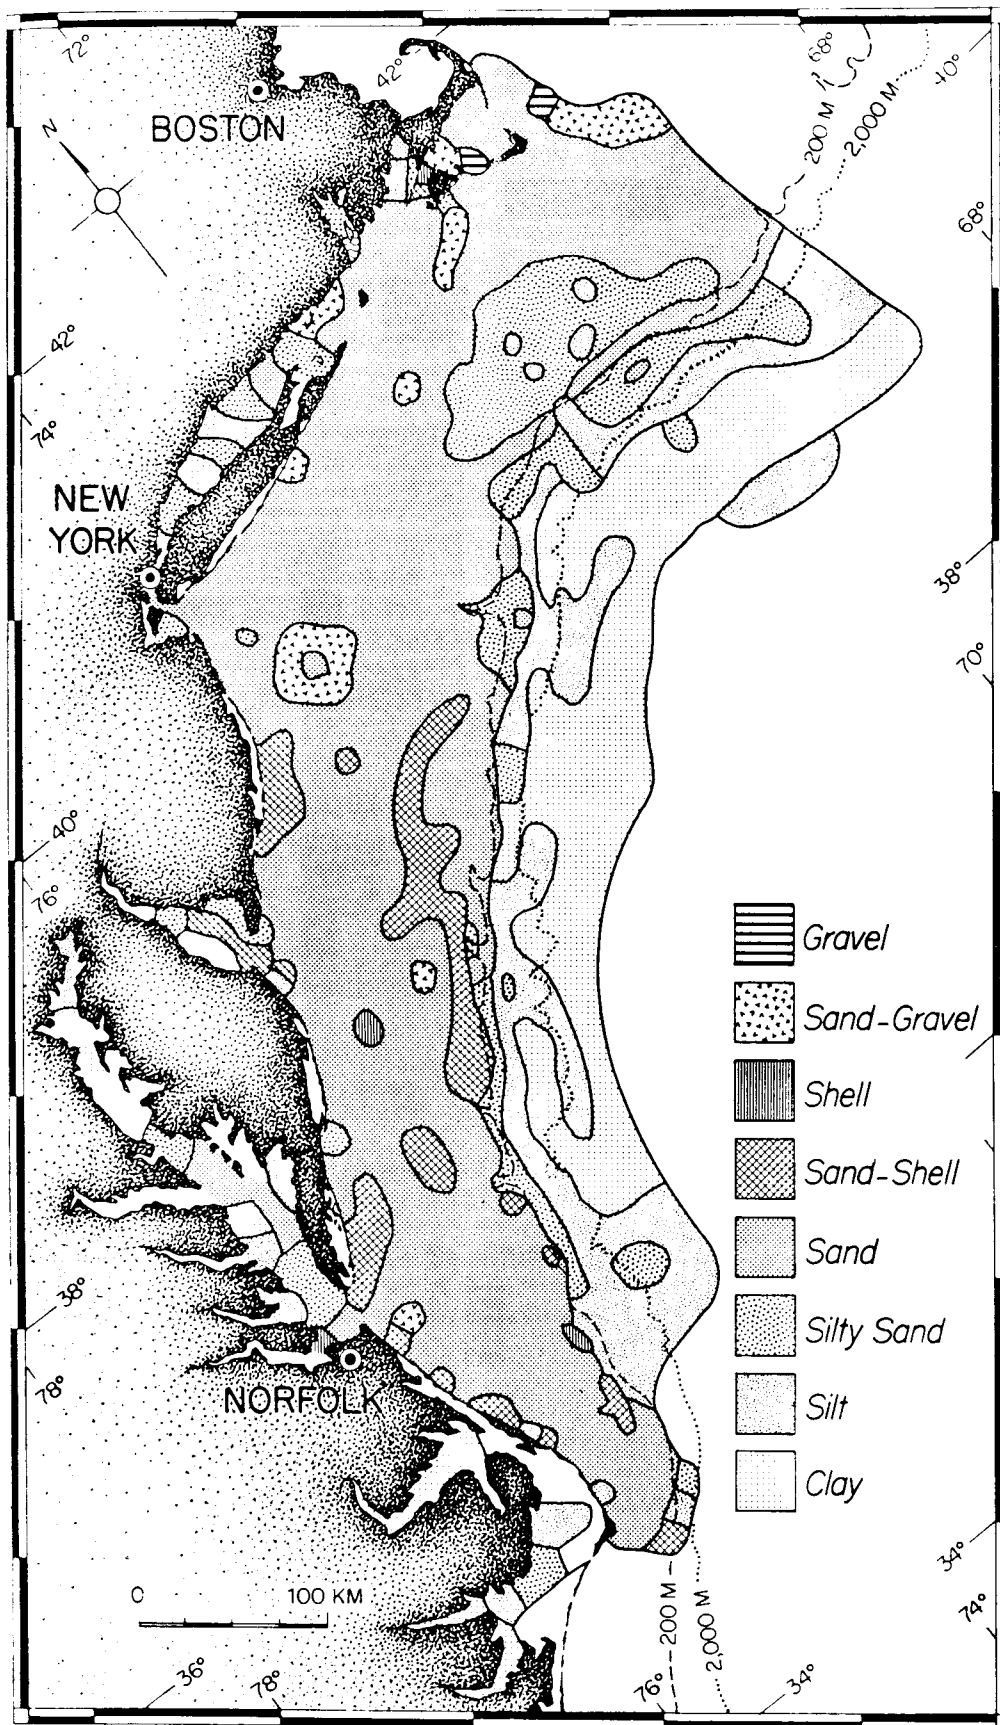 72°
42°
68°
40°
200 M
2,000 M
N
BOSTON
68°
42°
74°
NEW
YORK
38°
70°
40°
76°
Gravel
Sand-Gravel
Shell
Sand-Shell
Sand
Silty Sand
Silt
Clay
38°
78°
NORFOLK
34°
74°
0 100 KM
200 M
2,000 M
36°
78°
76°
34°